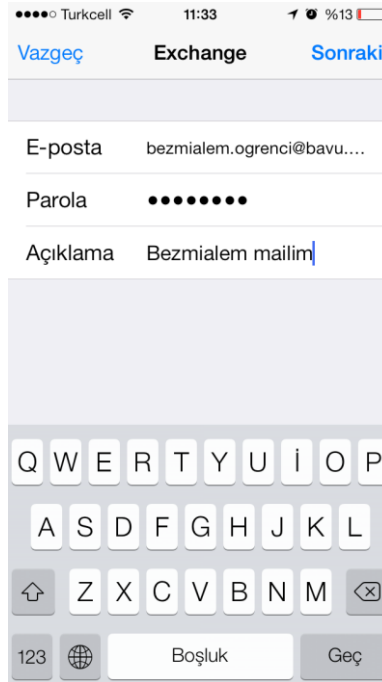 Turkcell 11:33 %13
Vazgeç Exchange Sonraki
E-posta bezmialem.ogrenci@bavu....
Parola ••••••••
Açıklama Bezmialem mailim
Q W E R T Y U İ O P
A S D F G H J K L
Z X C V B N M
123 Boşluk Geç